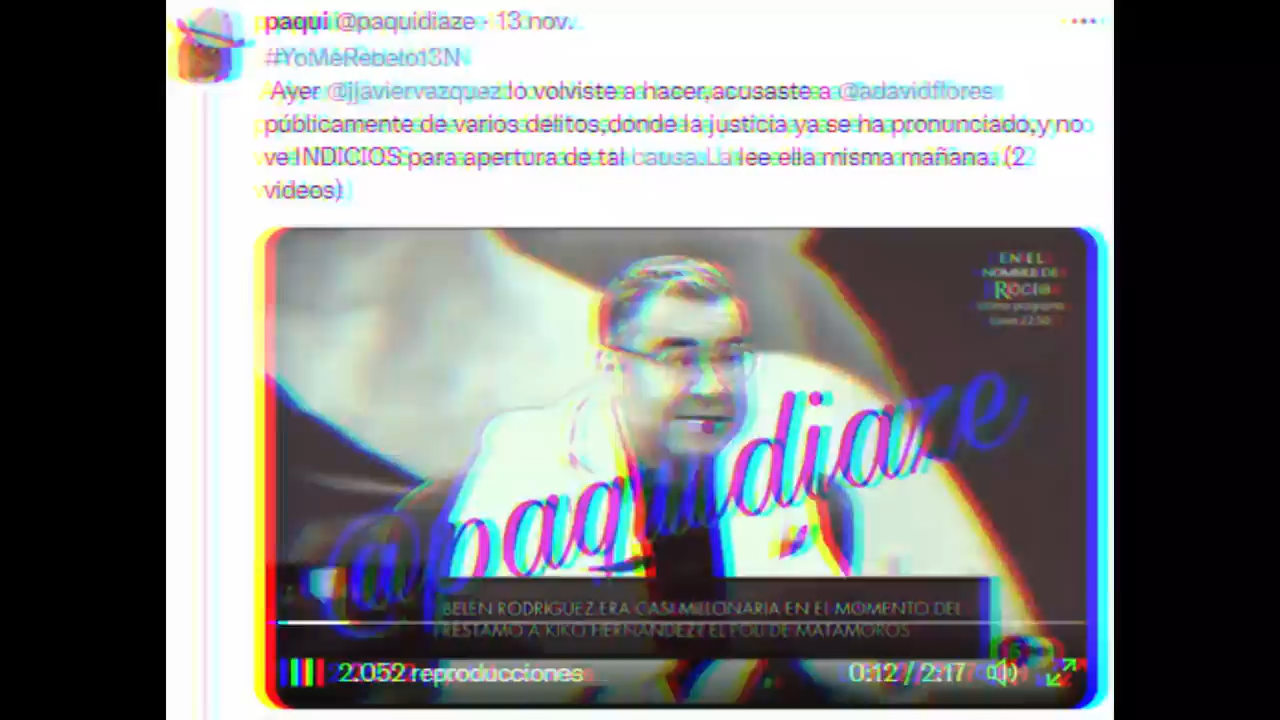 paqui @paquidiaze · 13 nov.
#YoMeRebelo13N
Ayer @jjaviervazquez lo volviste a hacer,acusaste a @adavidflores
públicamente de varios delitos,donde la justicia ya se ha pronunciado,y no
ve INDICIOS para apertura de tal causa. La lee ella misma mañana. (2
videos)
EN EL
NOMBRE DE
ROCÍO
22:50
@paquidiaze
BELÉN RODRÍGUEZ ERA CASI MILLONARIA EN EL MOMENTO DEL
PRÉSTAMO A KIKO HERNÁNDEZ Y EL POLI DE MATAMOROS
2.052 reproducciones
0:12 / 2:17